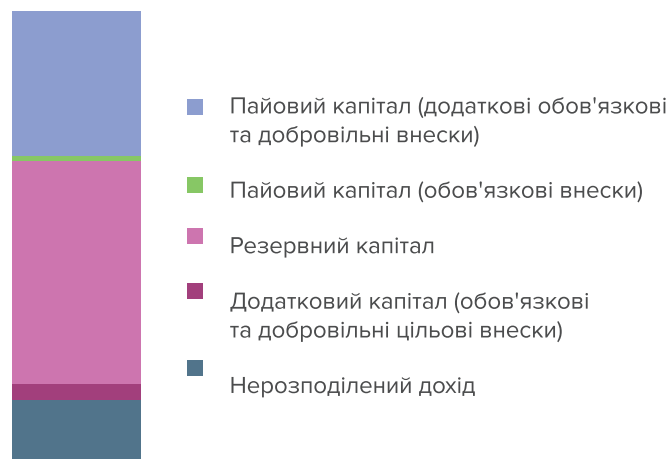 Пайовий капітал (додаткові обов'язкові
та добровільні внески)
Пайовий капітал (обов'язкові внески)
Резервний капітал
Додатковий капітал (обов'язкові
та добровільні цільові внески)
Нерозподілений дохід